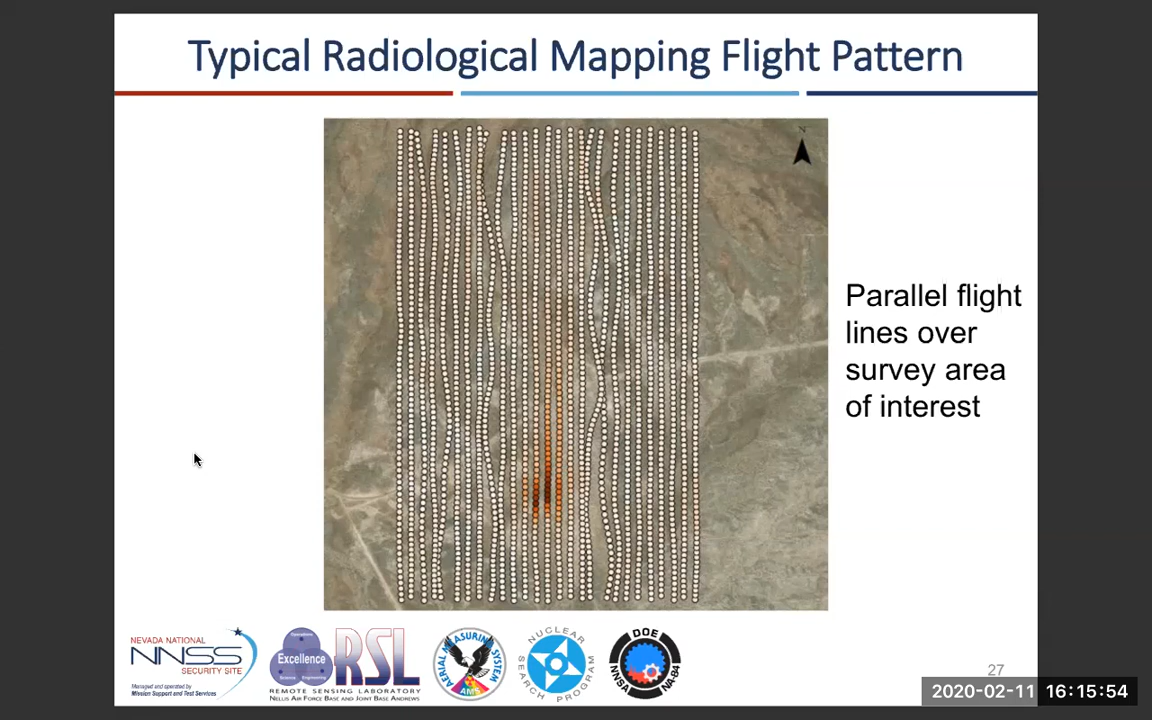 Typical Radiological Mapping Flight Pattern
N
Parallel flight
lines over
survey area
of interest
NEVADA NATIONAL
NNSS
SECURITY SITE
Managed and operated by
Mission Support and Test Services
Operations
Excellence
Science
Engineering
RSL
REMOTE SENSING LABORATORY
NELLIS AIR FORCE BASE AND JOINT BASE ANDREWS
AERIAL MEASURING SYSTEM
AMS
NUCLEAR
SEARCH PROGRAM
DOE
NNSA
NA-84
27
2020-02-11 16:15:54